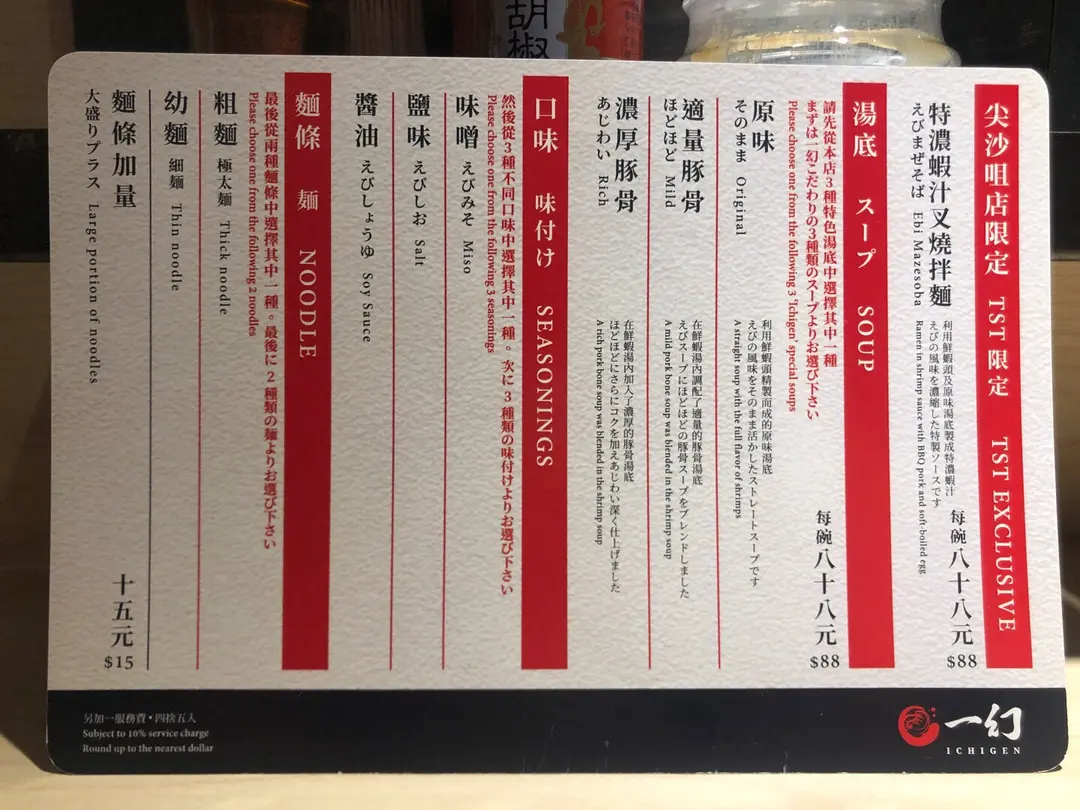 胡椒
尖沙咀店限定 TST 限定 TST EXCLUSIVE
特濃蝦汁叉燒拌麵
えびまぜそば Ebi Mazesoba
利用鮮蝦頭及原味湯底製成特濃蝦汁
えびの風味を濃縮した特製ソースです
Ramen in shrimp sauce with BBQ pork and soft-boiled egg
每碗八十八元
$88
湯底 スープ SOUP
請先從本店3種特色湯底中選擇其中一種
まずは一幻こだわりの3種類のスープよりお選び下さい
Please choose one from the following 3 'Ichigen' special soups
每碗八十八元
$88
原味
そのまま Original
利用鮮蝦頭精製而成的原味湯底
えびの風味をそのまま活かしたストレートスープです
A straight soup with the full flavor of shrimps
適量豚骨
ほどほど Mild
在鮮蝦湯內調配了適量的豚骨湯底
えびスープにほどほどの豚骨スープをブレンドしました
A mild pork bone soup was blended in the shrimp soup
濃厚豚骨
あじわい Rich
在鮮蝦湯內加入了濃厚的豚骨湯底
ほどほどにさらにコクを加えあじわい深く仕上げました
A rich pork bone soup was blended in the shrimp soup
口味 味付け SEASONINGS
然後從3種不同口味中選擇其中一種。次に3種類の味付けよりお選び下さい
Please choose one from the following 3 seasonings
味噌 えびみそ Miso
鹽味 えびしお Salt
醬油 えびしょうゆ Soy Sauce
麵條 麺 NOODLE
最後從兩種麵條中選擇其中一種。最後に2種類の麺よりお選び下さい
Please choose one from the following 2 noodles
粗麵 極太麺 Thick noodle
幼麵 細麺 Thin noodle
麵條加量
大盛りプラス Large portion of noodles
十五元
$15
另加一服務費•四捨五入
Subject to 10% service charge
Round up to the nearest dollar
一幻
ICHIGEN